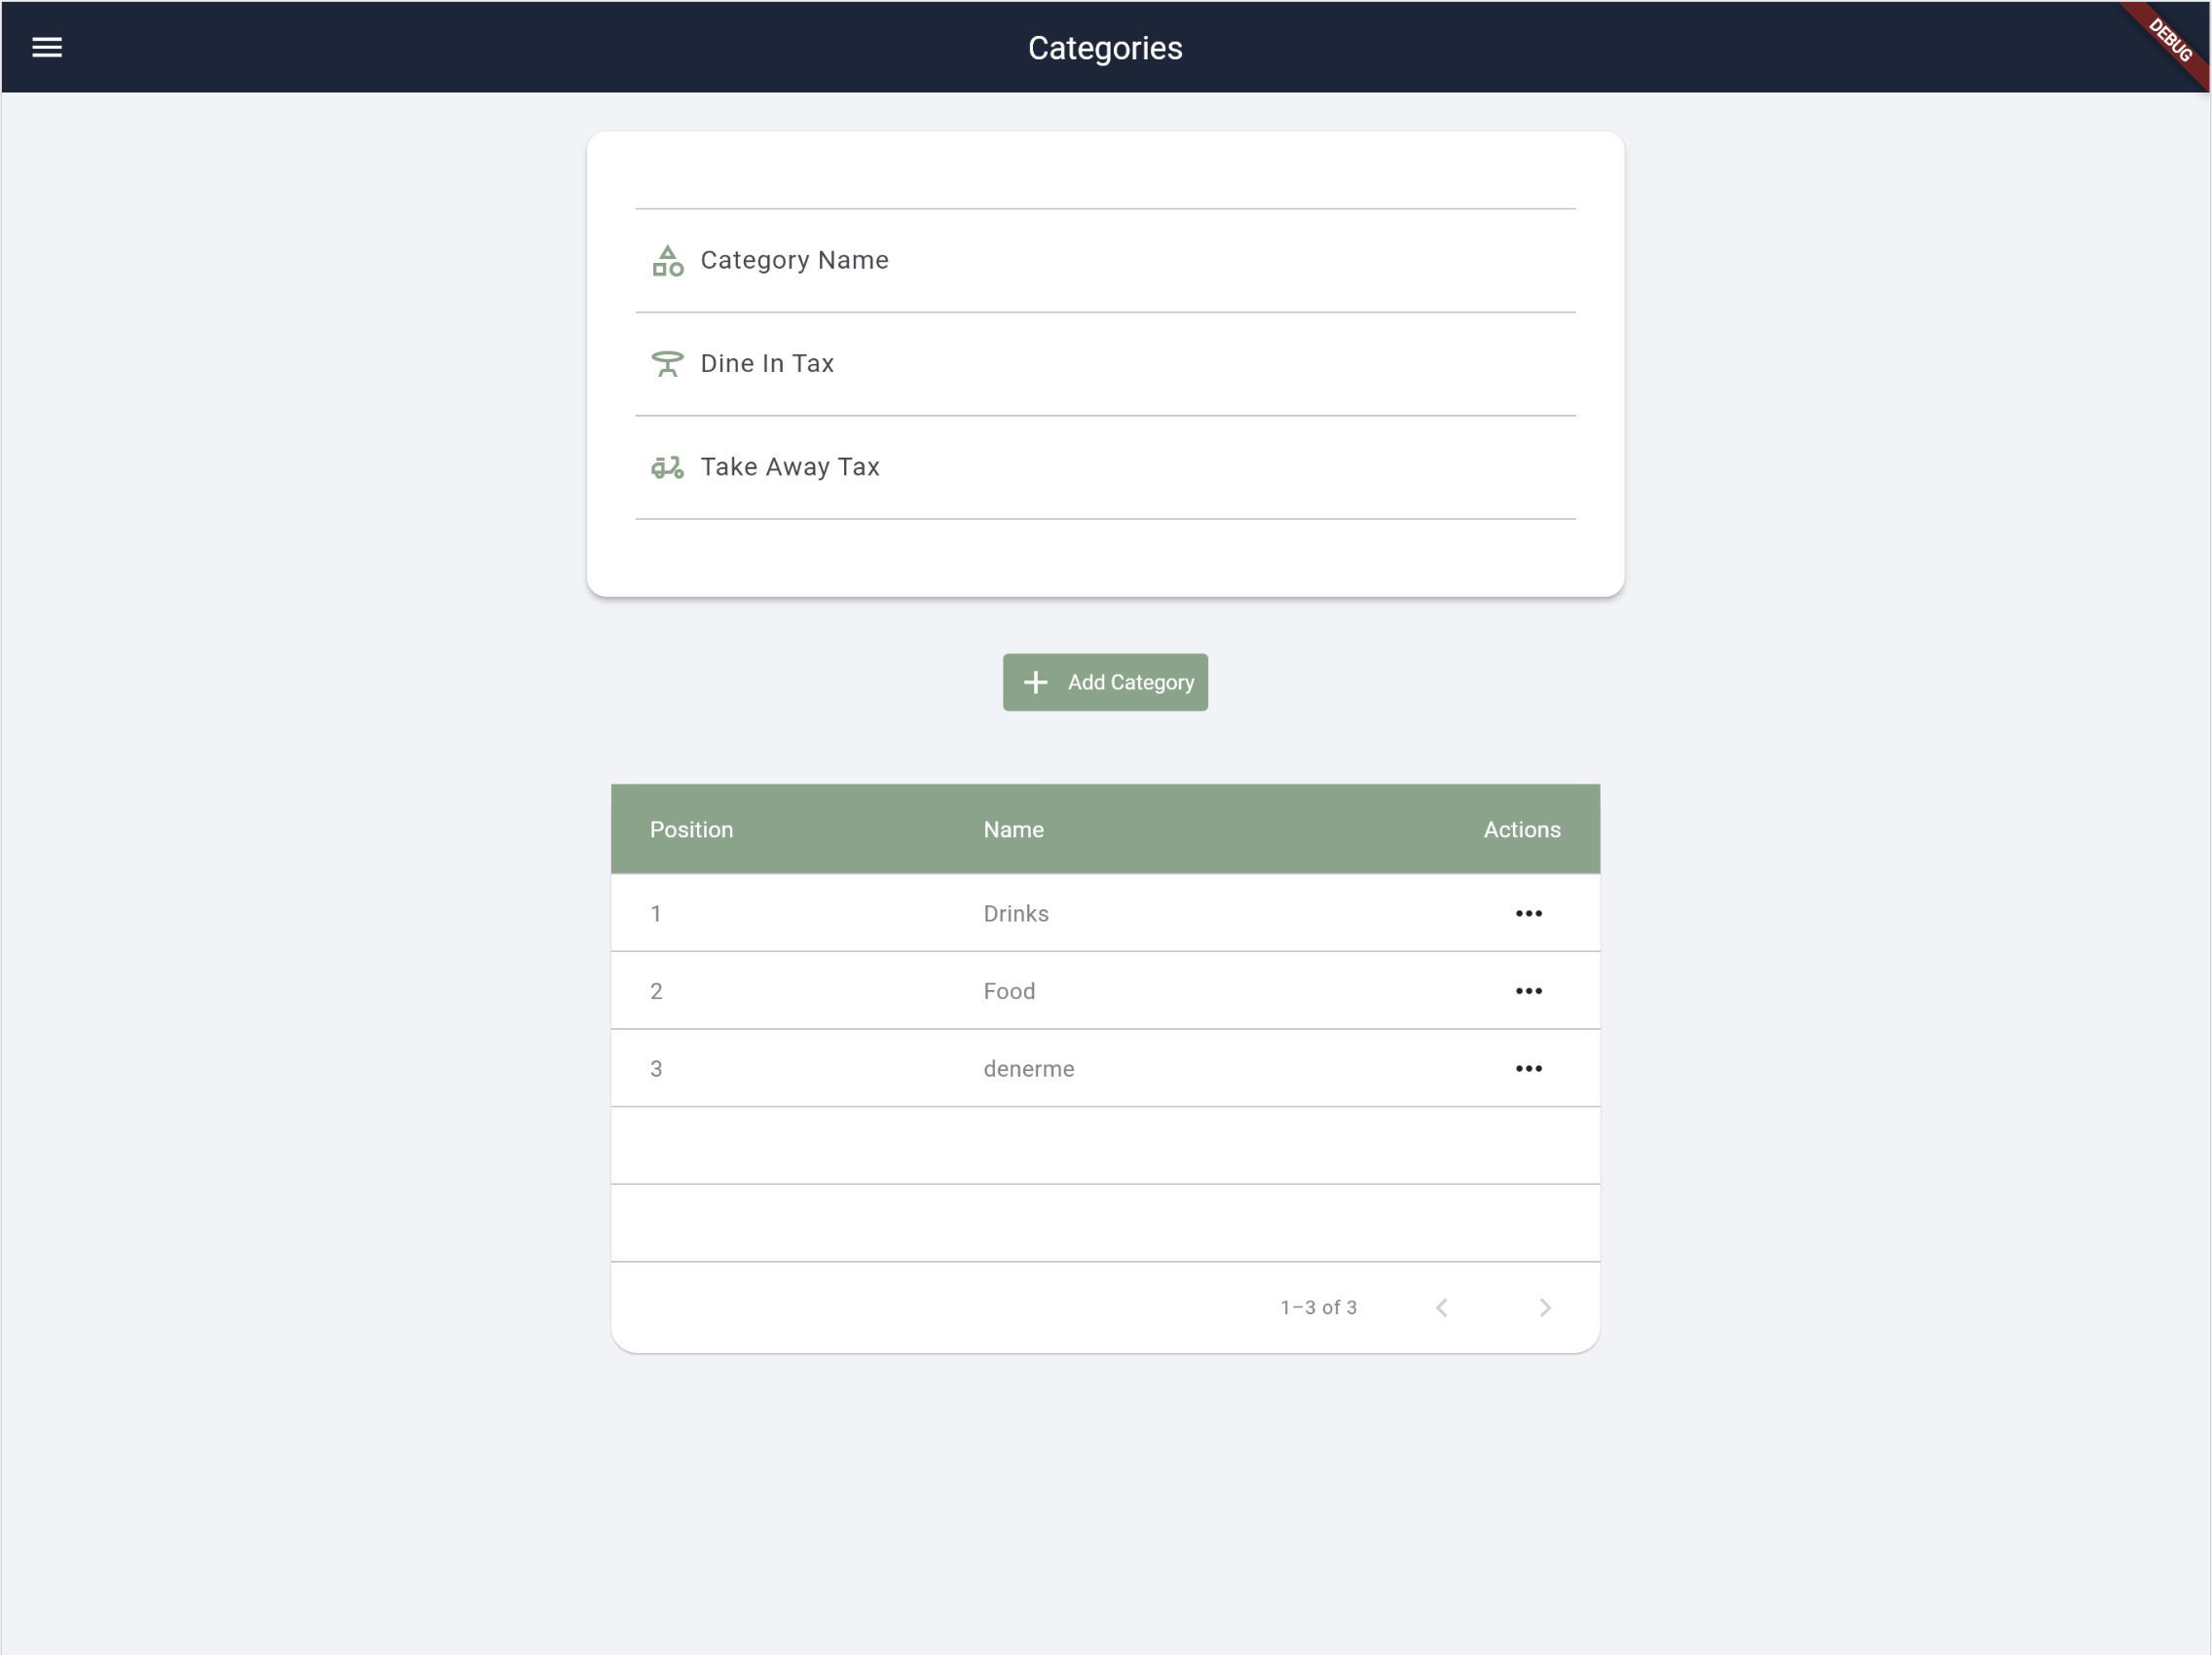 Categories
DEBUG
Category Name
Dine In Tax
Take Away Tax
Add Category
Position Name Actions
1 Drinks
2 Food
3 denerme
1–3 of 3